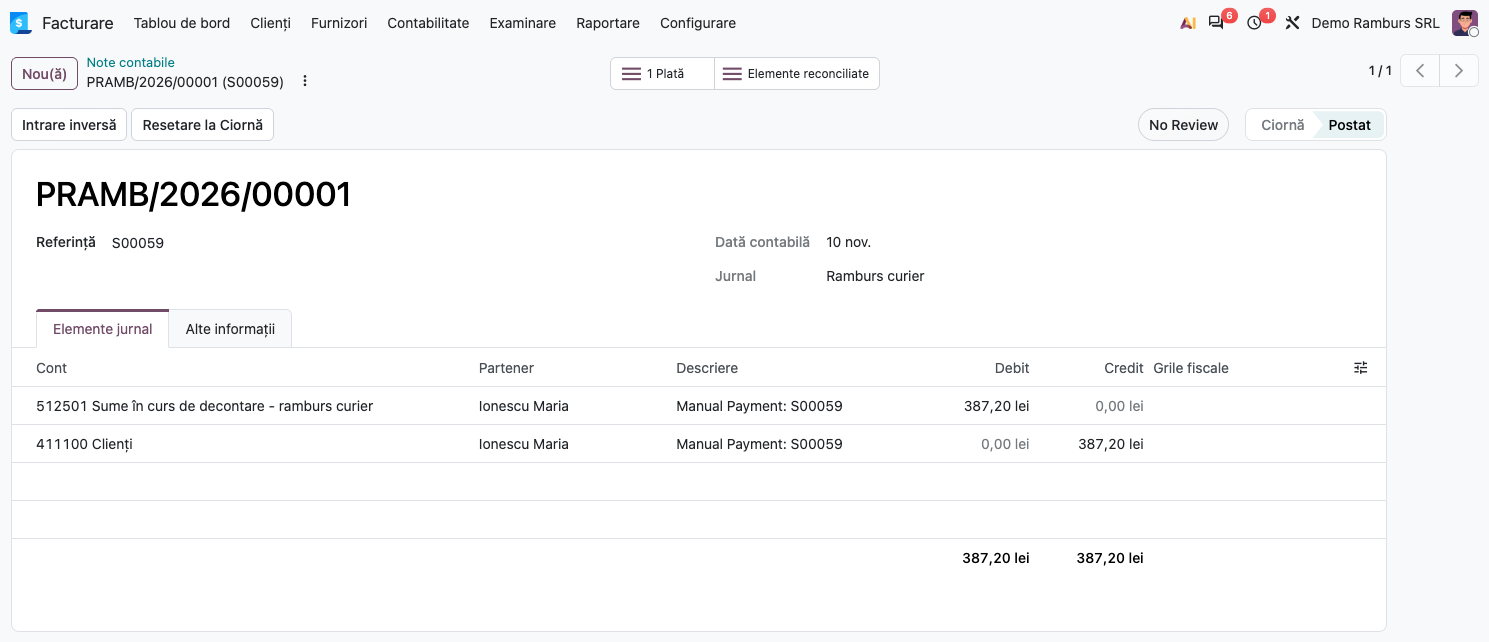 Facturare Tablou de bord Clienți Furnizori Contabilitate Examinare Raportare Configurare AI 6 1 Demo Ramburs SRL
Nou(ă) Note contabile
PRAMB/2026/00001 (S00059)
1 Plată Elemente reconciliate 1 / 1
Intrare inversă Resetare la Ciornă No Review Ciornă Postat
PRAMB/2026/00001
Referință S00059 Dată contabilă 10 nov.
Jurnal Ramburs curier
Elemente jurnal Alte informații
Cont Partener Descriere Debit Credit Grile fiscale
512501 Sume în curs de decontare - ramburs curier Ionescu Maria Manual Payment: S00059 387,20 lei 0,00 lei
411100 Clienți Ionescu Maria Manual Payment: S00059 0,00 lei 387,20 lei
387,20 lei 387,20 lei